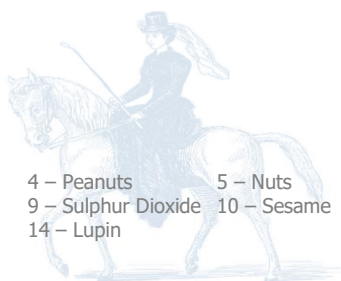 4 – Peanuts 5 – Nuts
9 – Sulphur Dioxide 10 – Sesame
14 – Lupin